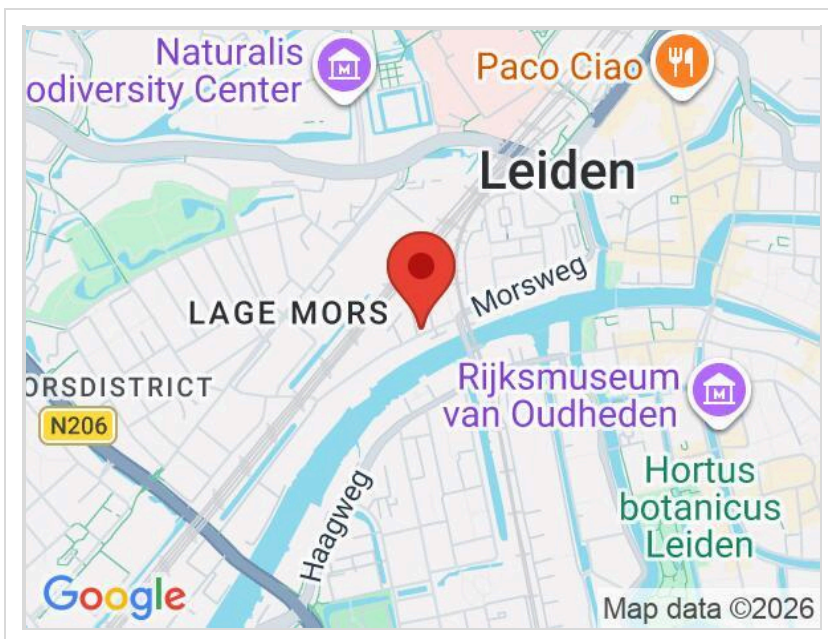 Naturalis
odiversity Center
Paco Ciao
Leiden
Morsweg
LAGE MORS
ORSDISTRICT
N206
Rijksmuseum
van Oudheden
Haagweg
Hortus
botanicus
Leiden
Google
Map data ©2026